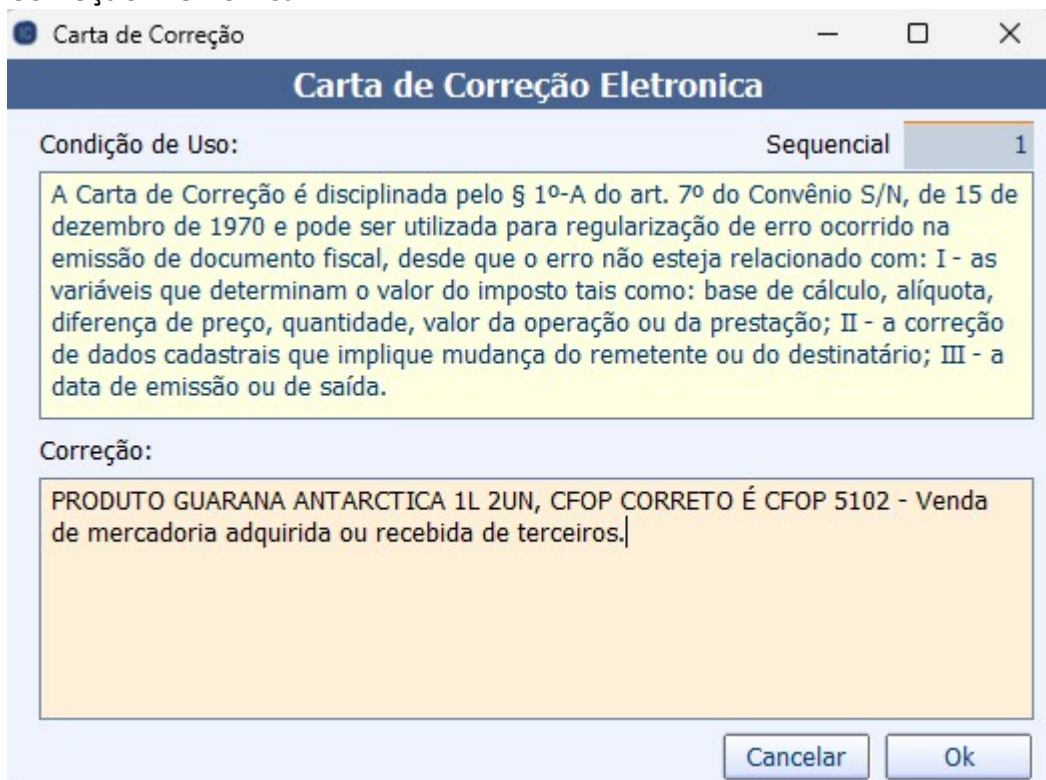 Carta de Correção
Carta de Correção Eletronica
Condição de Uso:
Sequencial 1
A Carta de Correção é disciplinada pelo § 1º-A do art. 7º do Convênio S/N, de 15 de
dezembro de 1970 e pode ser utilizada para regularização de erro ocorrido na
emissão de documento fiscal, desde que o erro não esteja relacionado com: I - as
variáveis que determinam o valor do imposto tais como: base de cálculo, alíquota,
diferença de preço, quantidade, valor da operação ou da prestação; II - a correção
de dados cadastrais que implique mudança do remetente ou do destinatário; III - a
data de emissão ou de saída.
Correção:
PRODUTO GUARANA ANTARCTICA 1L 2UN, CFOP CORRETO É CFOP 5102 - Venda
de mercadoria adquirida ou recebida de terceiros.
Cancelar
Ok